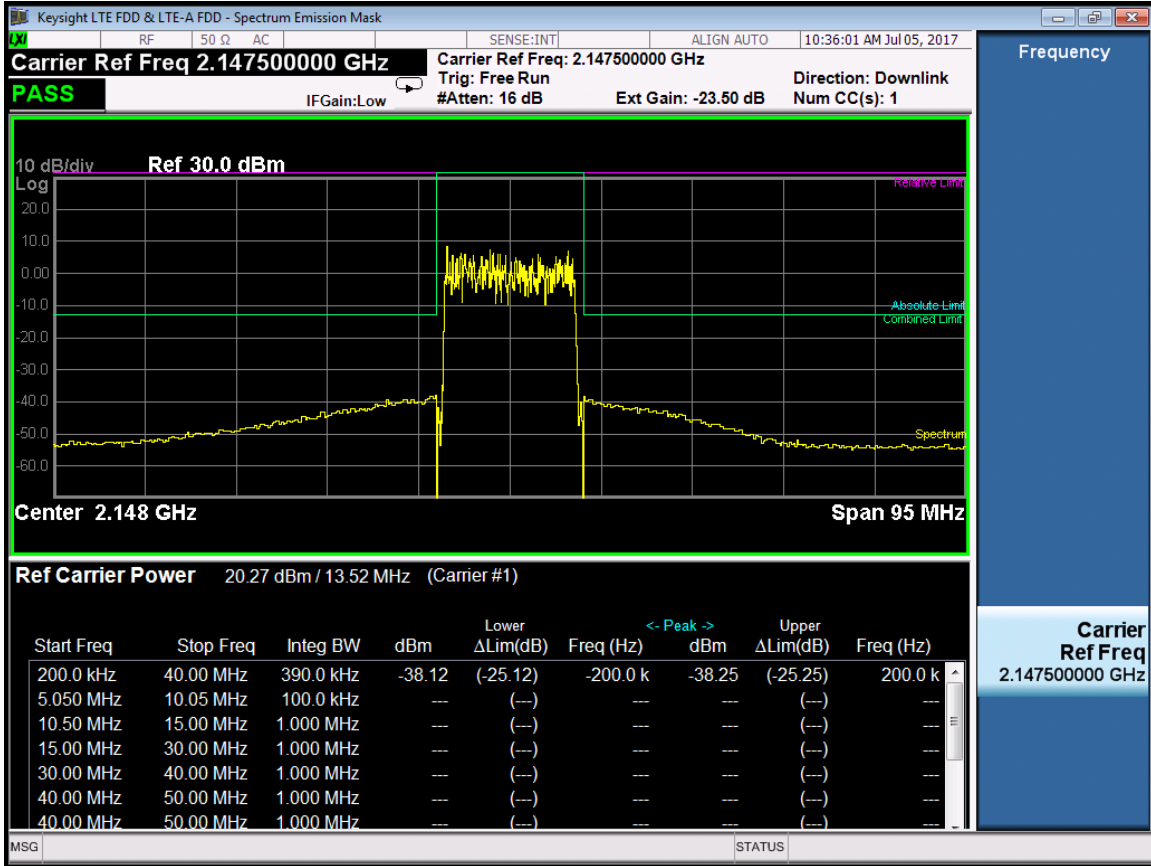 Keysight LTE FDD & LTE-A FDD - Spectrum Emission Mask
LXI RF 50 Ω AC SENSE:INT ALIGN AUTO 10:36:01 AM Jul 05, 2017
Carrier Ref Freq 2.147500000 GHz
PASS
IFGain:Low
Carrier Ref Freq: 2.147500000 GHz
Trig: Free Run Direction: Downlink
#Atten: 16 dB Ext Gain: -23.50 dB Num CC(s): 1
10 dB/div Ref 30.0 dBm
Log
Relative Limit
20.0
10.0
0.00
-10.0
Absolute Limit
Combined Limit
-20.0
-30.0
-40.0
-50.0
Spectrum
-60.0
Center 2.148 GHz Span 95 MHz
Ref Carrier Power 20.27 dBm / 13.52 MHz (Carrier #1)
Lower <- Peak -> Upper
Start Freq Stop Freq Integ BW dBm ΔLim(dB) Freq (Hz) dBm ΔLim(dB) Freq (Hz)
200.0 kHz 40.00 MHz 390.0 kHz -38.12 (-25.12) -200.0 k -38.25 (-25.25) 200.0 k
5.050 MHz 10.05 MHz 100.0 kHz --- (---) --- --- (---) ---
10.50 MHz 15.00 MHz 1.000 MHz --- (---) --- --- (---) ---
15.00 MHz 30.00 MHz 1.000 MHz --- (---) --- --- (---) ---
30.00 MHz 40.00 MHz 1.000 MHz --- (---) --- --- (---) ---
40.00 MHz 50.00 MHz 1.000 MHz --- (---) --- --- (---) ---
40.00 MHz 50.00 MHz 1.000 MHz --- (---) --- --- (---) ---
MSG STATUS
Frequency
Carrier
Ref Freq
2.147500000 GHz